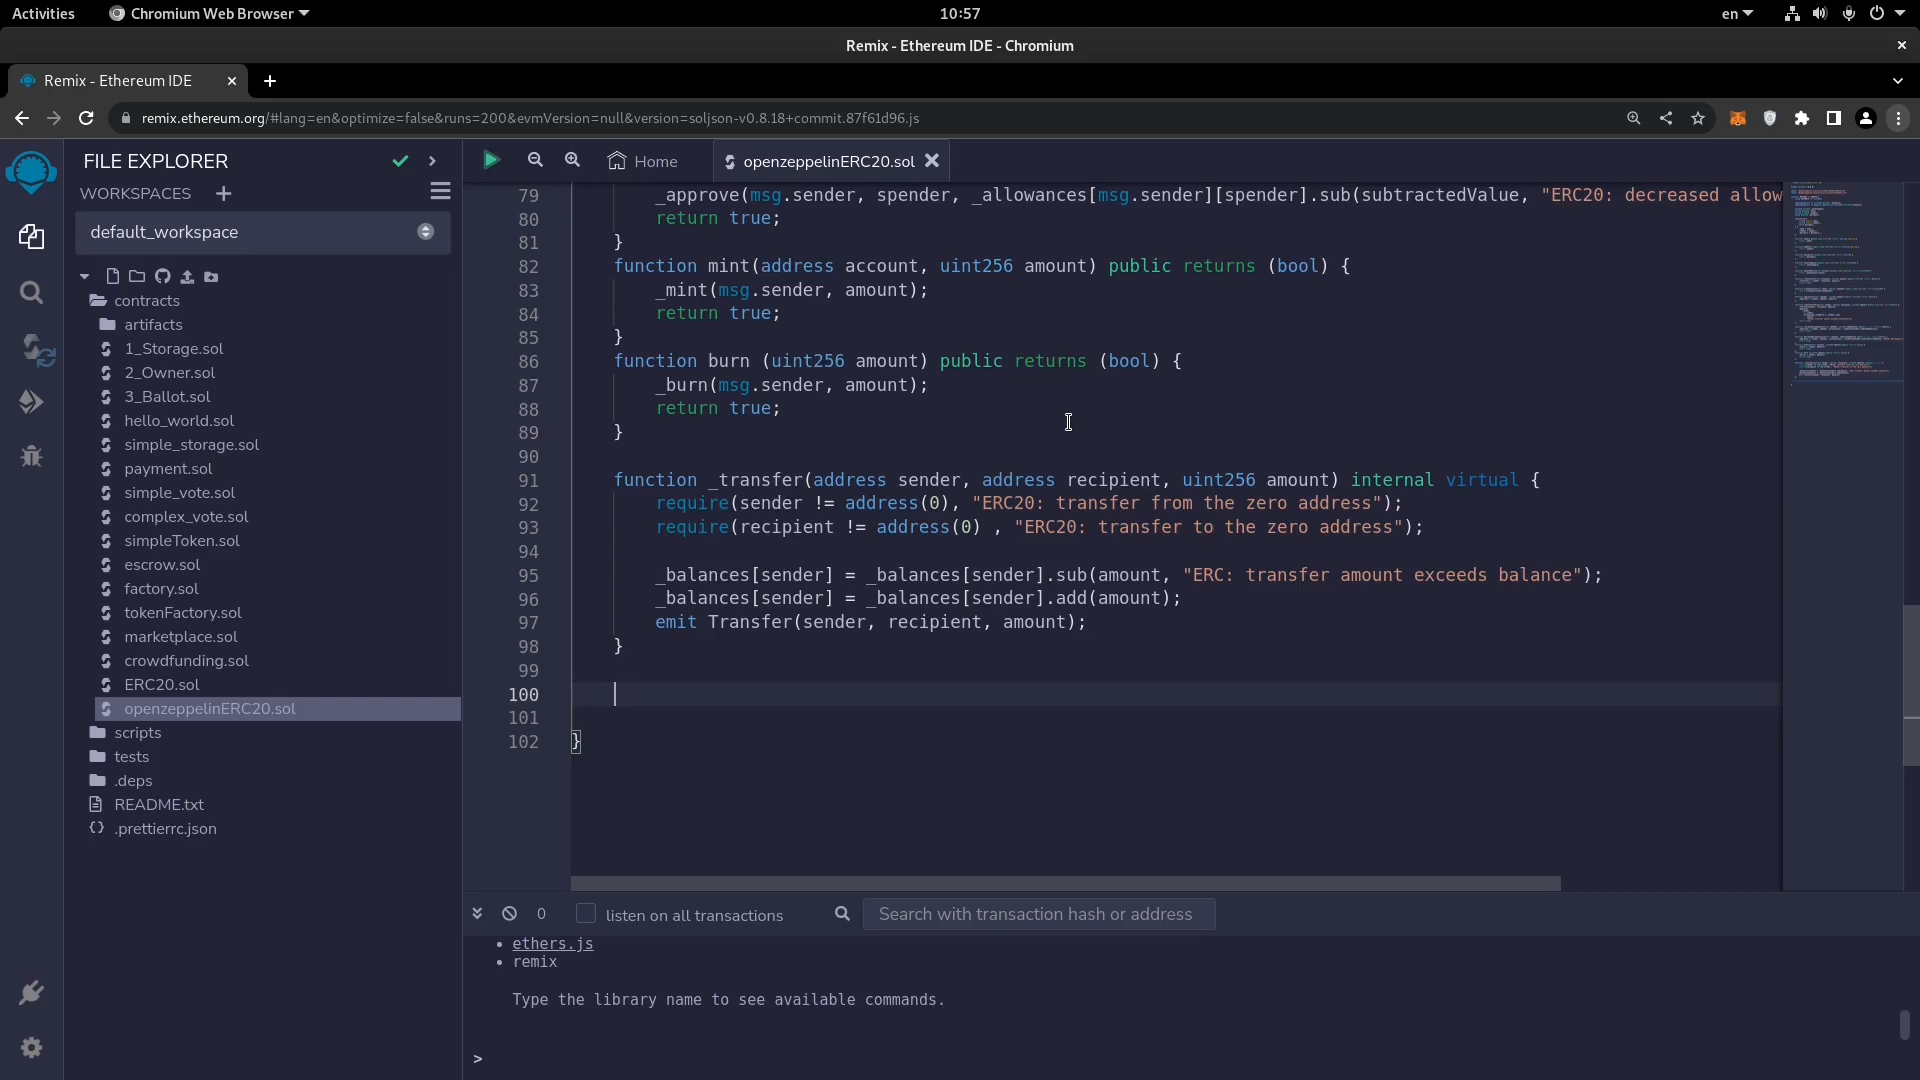 Activities
Chromium Web Browser
10:57
en
Remix - Ethereum IDE - Chromium
Remix - Ethereum IDE
remix.ethereum.org/#lang=en&optimize=false&runs=200&evmVersion=null&version=soljson-v0.8.18+commit.87f61d96.js
FILE EXPLORER
WORKSPACES
default_workspace
contracts
artifacts
1_Storage.sol
2_Owner.sol
3_Ballot.sol
hello_world.sol
simple_storage.sol
payment.sol
simple_vote.sol
complex_vote.sol
simpleToken.sol
escrow.sol
factory.sol
tokenFactory.sol
marketplace.sol
crowdfunding.sol
ERC20.sol
openzeppelinERC20.sol
scripts
tests
.deps
README.txt
.prettierrc.json
Home
openzeppelinERC20.sol
79 _approve(msg.sender, spender, _allowances[msg.sender][spender].sub(subtractedValue, "ERC20: decreased allow
80 return true;
81 }
82 function mint(address account, uint256 amount) public returns (bool) {
83 _mint(msg.sender, amount);
84 return true;
85 }
86 function burn (uint256 amount) public returns (bool) {
87 _burn(msg.sender, amount);
88 return true;
89 }
90
91 function _transfer(address sender, address recipient, uint256 amount) internal virtual {
92 require(sender != address(0), "ERC20: transfer from the zero address");
93 require(recipient != address(0) , "ERC20: transfer to the zero address");
94
95 _balances[sender] = _balances[sender].sub(amount, "ERC: transfer amount exceeds balance");
96 _balances[sender] = _balances[sender].add(amount);
97 emit Transfer(sender, recipient, amount);
98 }
99
100
101
102 }
0
listen on all transactions
Search with transaction hash or address
• ethers.js
• remix
Type the library name to see available commands.
>